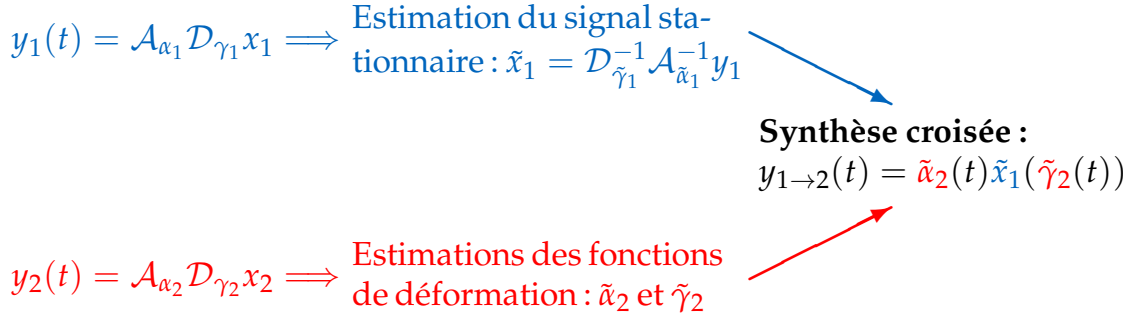 y₁(t) = 𝒜_{α₁}𝒟_{γ₁}x₁ ⟹ Estimation du signal sta-
tionnaire : x̃₁ = 𝒟_{γ̃₁}^{−1}𝒜_{α̃₁}^{−1}y₁
Synthèse croisée :
y_{1→2}(t) = α̃₂(t)x̃₁(γ̃₂(t))
y₂(t) = 𝒜_{α₂}𝒟_{γ₂}x₂ ⟹ Estimations des fonctions
de déformation : α̃₂ et γ̃₂